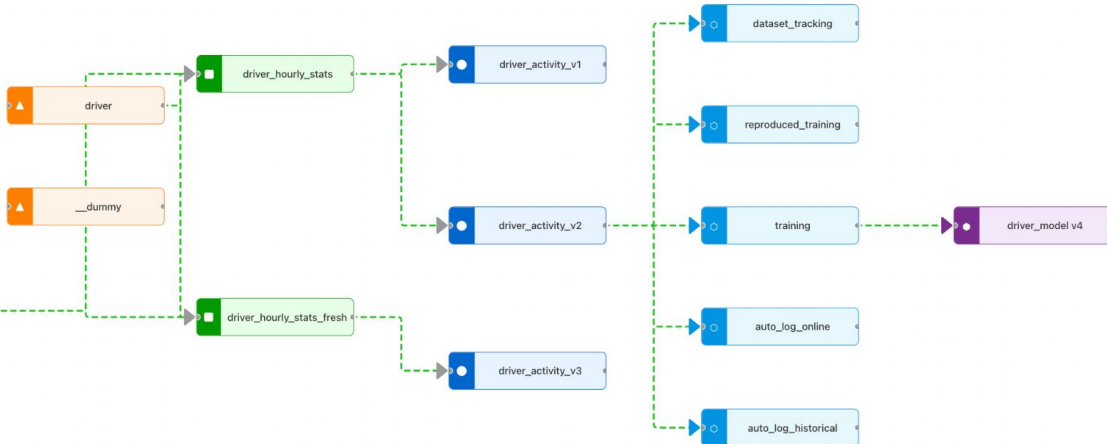 driver
__dummy
driver_hourly_stats
driver_hourly_stats_fresh
driver_activity_v1
driver_activity_v2
driver_activity_v3
dataset_tracking
reproduced_training
training
auto_log_online
auto_log_historical
driver_model v4